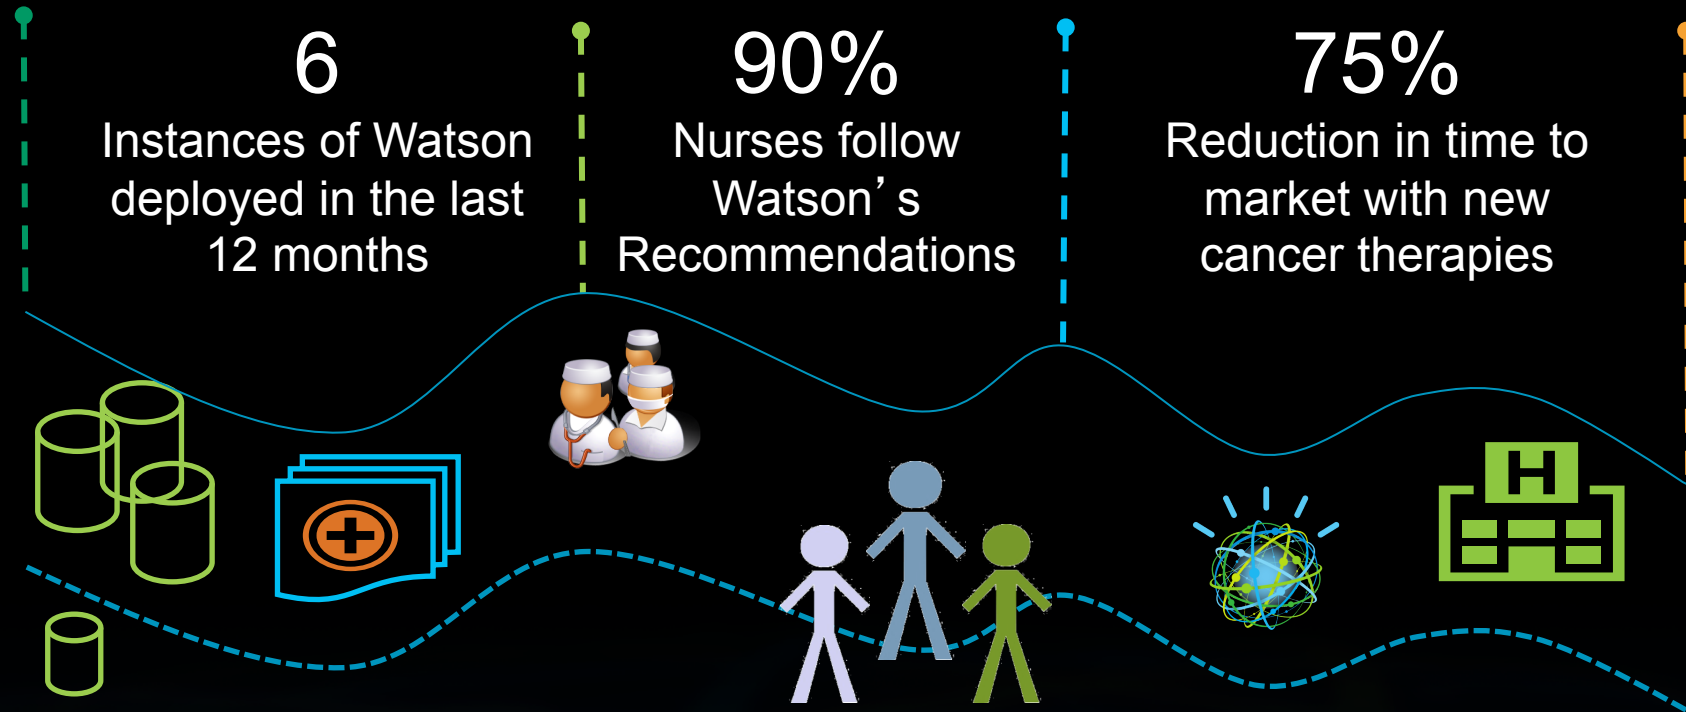 6
Instances of Watson
deployed in the last
12 months
90%
Nurses follow
Watson’s
Recommendations
75%
Reduction in time to
market with new
cancer therapies
H